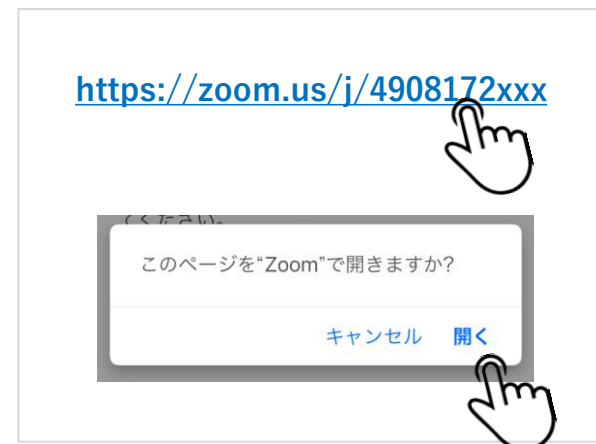 https://zoom.us/j/4908172xxx
てください。
このページを“Zoom”で開きますか?
キャンセル 開く